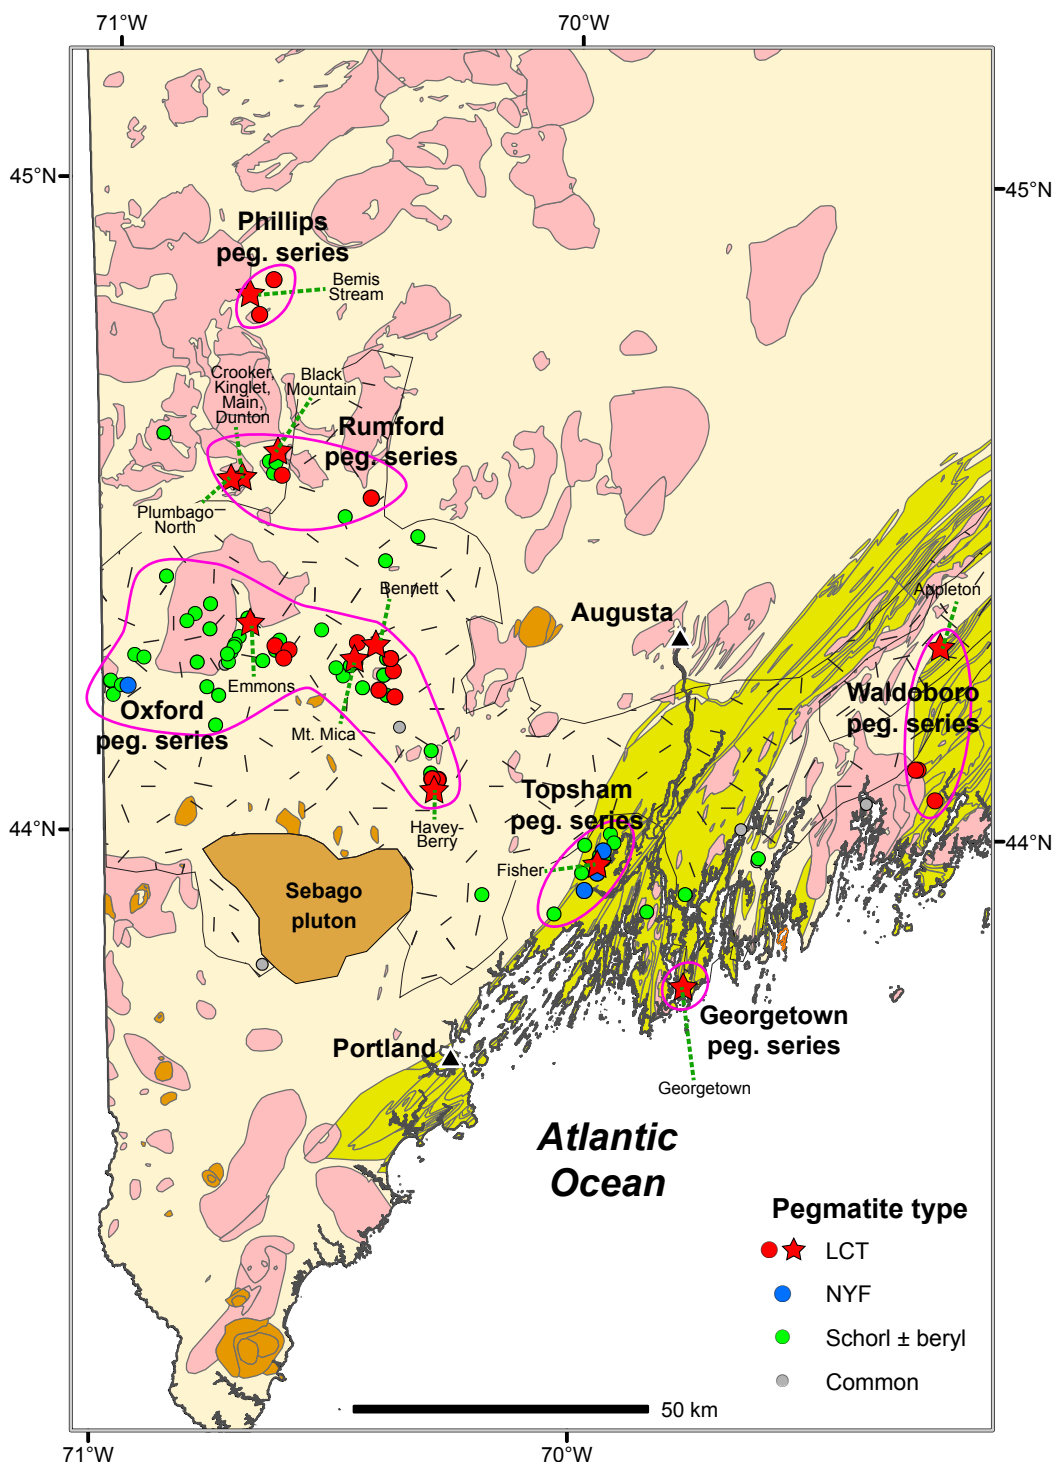 71°W
70°W
45°N
45°N
Phillips
peg. series
Bemis
Stream
Crooker,
Kinglet,
Main,
Dunton
Black
Mountain
Rumford
peg. series
Plumbago
North
Bennett
Augusta
Appleton
Emmons
Oxford
peg. series
Mt. Mica
Waldoboro
peg. series
Topsham
peg. series
44°N
44°N
Havey-
Berry
Fisher
Sebago
pluton
Georgetown
peg. series
Portland
Georgetown
Atlantic
Ocean
Pegmatite type
LCT
NYF
Schorl ± beryl
Common
50 km
71°W
70°W